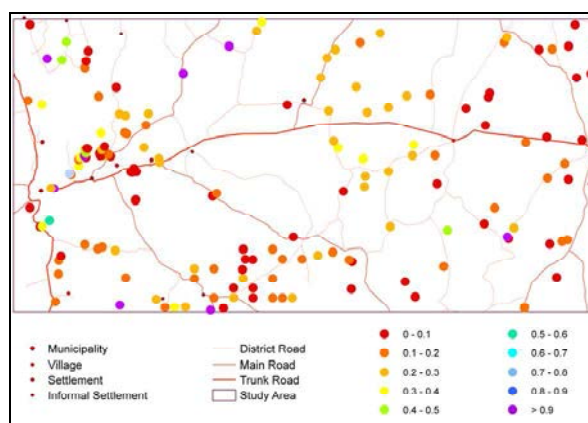 Municipality
Village
Settlement
Informal Settlement
District Road
Main Road
Trunk Road
Study Area
0 - 0.1
0.1 - 0.2
0.2 - 0.3
0.3 - 0.4
0.4 - 0.5
0.5 - 0.6
0.6 - 0.7
0.7 - 0.8
0.8 - 0.9
> 0.9